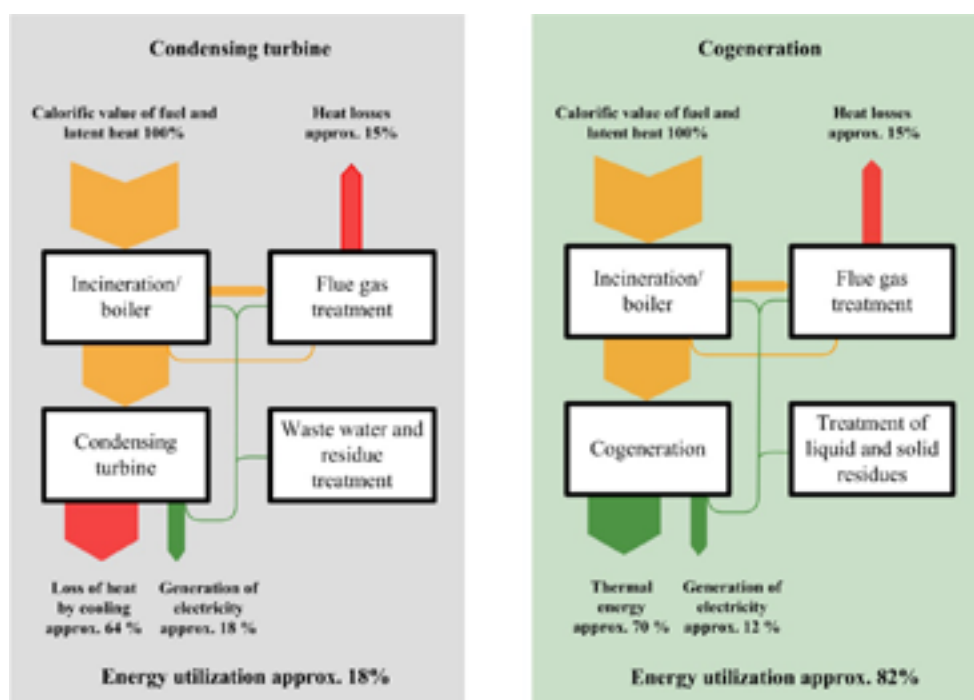 Condensing turbine
Calorific value of fuel and
latent heat 100%
Heat losses
approx. 15%
Incineration/
boiler
Flue gas
treatment
Condensing
turbine
Waste water and
residue
treatment
Loss of heat
by cooling
approx. 64 %
Generation of
electricity
approx. 18 %
Energy utilization approx. 18%
Cogeneration
Calorific value of fuel and
latent heat 100%
Heat losses
approx. 15%
Incineration/
boiler
Flue gas
treatment
Cogeneration
Treatment of
liquid and solid
residues
Thermal
energy
approx. 70 %
Generation of
electricity
approx. 12 %
Energy utilization approx. 82%